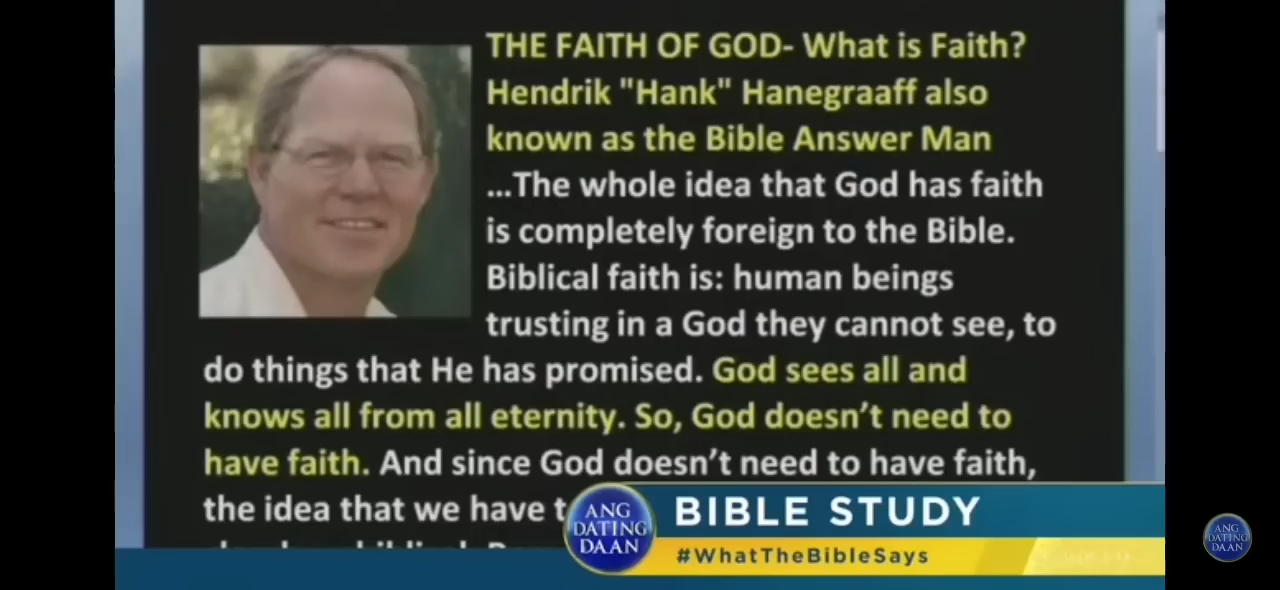 THE FAITH OF GOD- What is Faith?
Hendrik "Hank" Hanegraaff also
known as the Bible Answer Man
...The whole idea that God has faith
is completely foreign to the Bible.
Biblical faith is: human beings
trusting in a God they cannot see, to
do things that He has promised. God sees all and
knows all from all eternity. So, God doesn't need to
have faith. And since God doesn't need to have faith,
the idea that we have
ANG
DATING
DAAN
BIBLE STUDY
#WhatTheBibleSays
ANG
DATING
DAAN